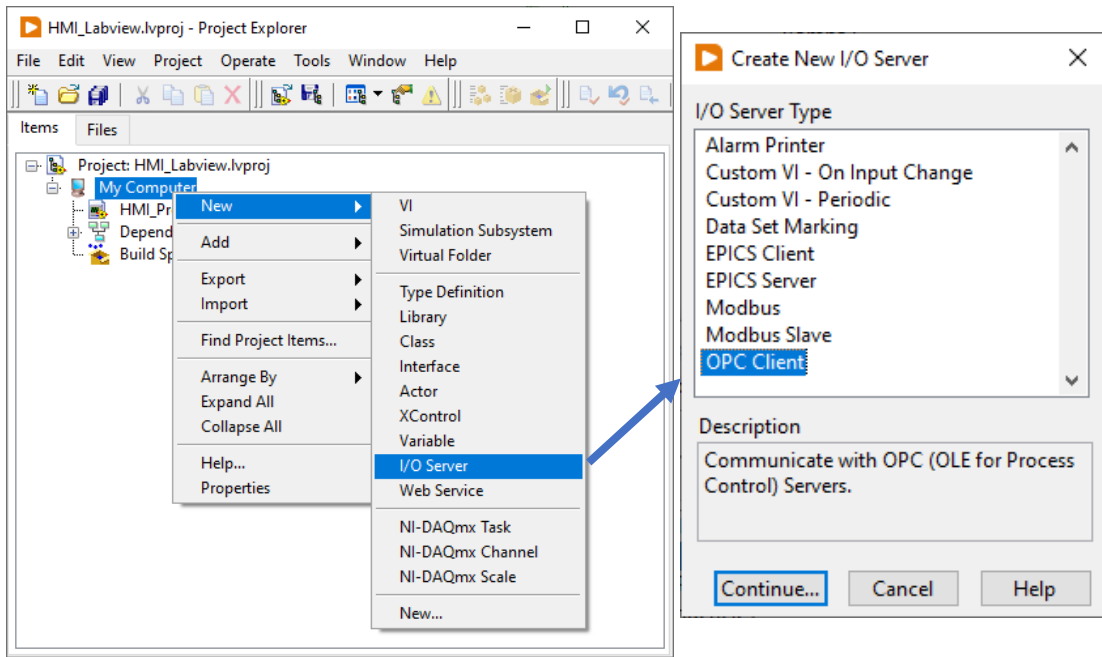 HMI_Labview.lvproj - Project Explorer
File Edit View Project Operate Tools Window Help
Items Files
Project: HMI_Labview.lvproj
My Computer
HMI_Pr
Depend
Build Sp
New
Add
Export
Import
Find Project Items...
Arrange By
Expand All
Collapse All
Help...
Properties
VI
Simulation Subsystem
Virtual Folder
Type Definition
Library
Class
Interface
Actor
XControl
Variable
I/O Server
Web Service
NI-DAQmx Task
NI-DAQmx Channel
NI-DAQmx Scale
New...
Create New I/O Server
I/O Server Type
Alarm Printer
Custom VI - On Input Change
Custom VI - Periodic
Data Set Marking
EPICS Client
EPICS Server
Modbus
Modbus Slave
OPC Client
Description
Communicate with OPC (OLE for Process
Control) Servers.
Continue... Cancel Help